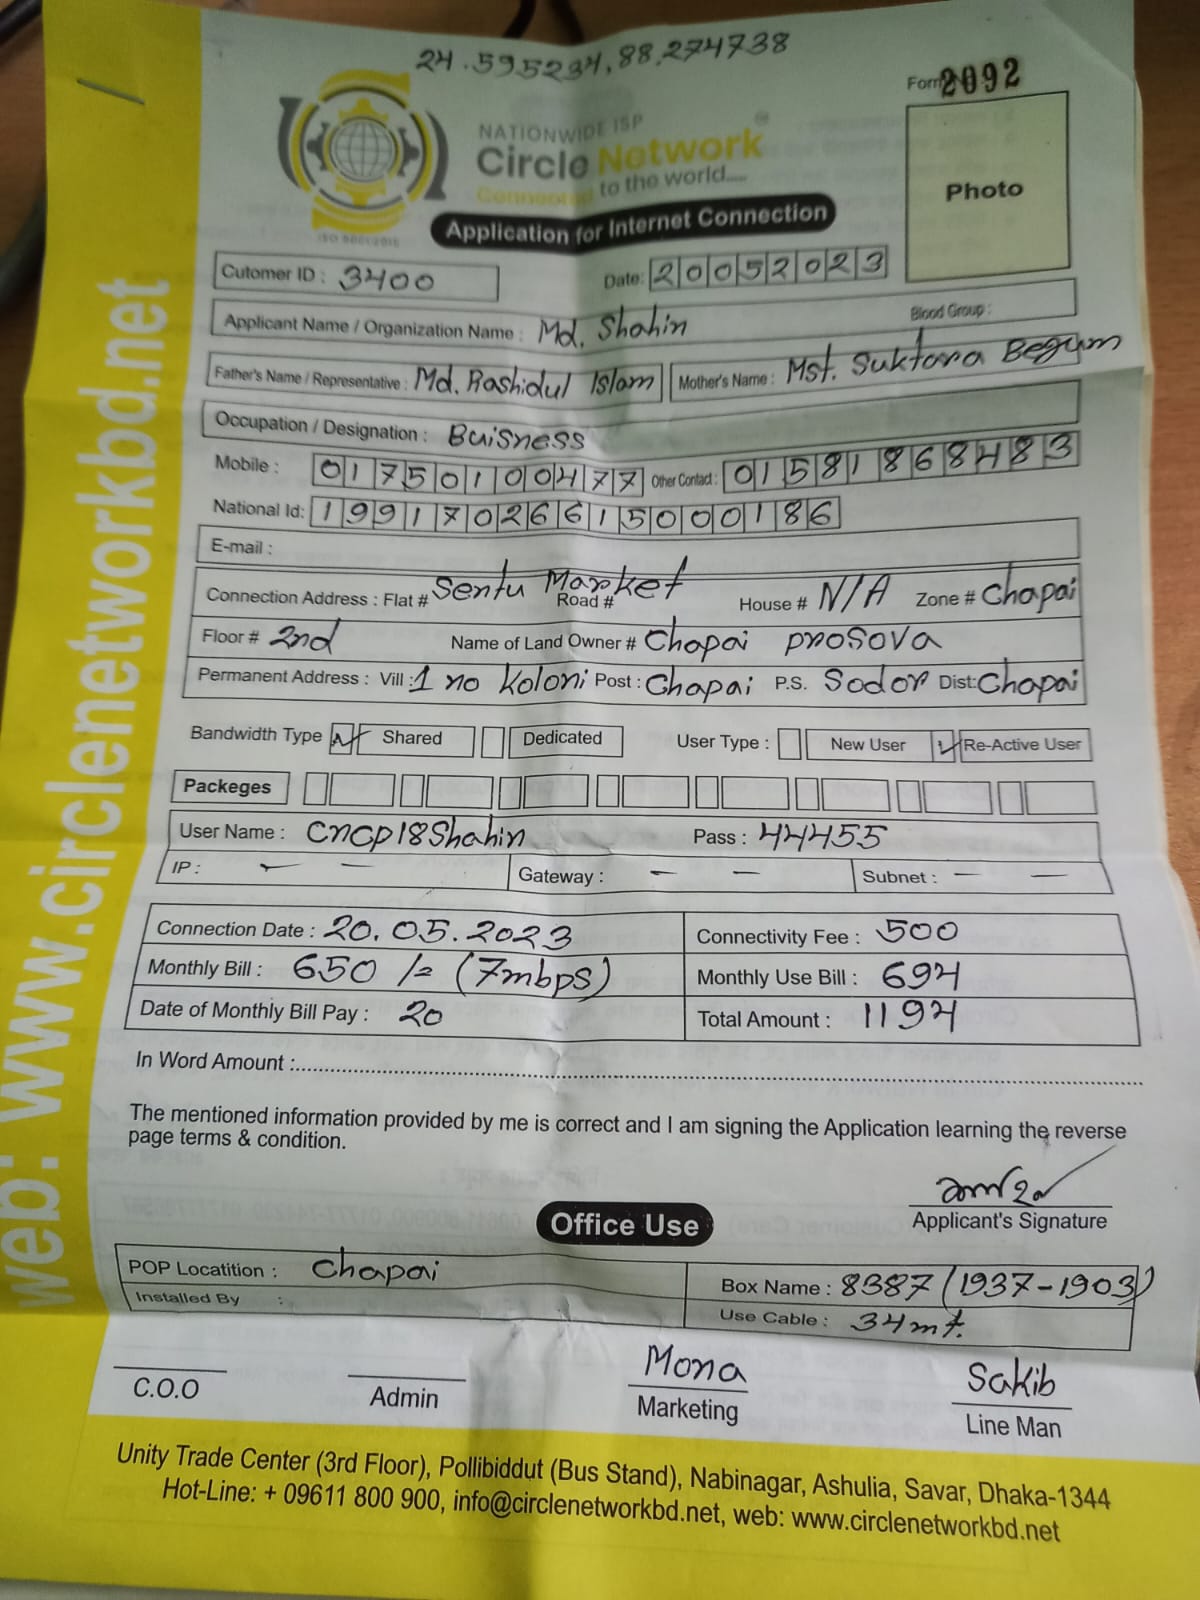 24.595234,88.274738
Form 2092
NATIONWIDE ISP
Circle Network
Connected to the world.....
ISO 9001:2015
Photo
Application for Internet Connection
Cutomer ID : 3400 Date: 20052023
Applicant Name / Organization Name : Md. Shahin Blood Group :
Father's Name / Representative : Md. Rashidul Islam Mother's Name : Mst. Suktara Begum
Occupation / Designation : Buisness
Mobile : 01750100477 Other Contact : 01581868483
National Id: 19917026615000186
E-mail :
Connection Address : Flat # Sentu Market Road # House # N/A Zone # Chapai
Floor # 2nd Name of Land Owner # Chapai prosova
Permanent Address : Vill : 1 no Koloni Post : Chapai P.S. Sodor Dist: Chapai
Bandwidth Type Shared Dedicated User Type : New User Re-Active User
Packeges
User Name : Cncp18Shahin Pass : 44455
IP : — — Gateway : — — Subnet : — —
Connection Date : 20.05.2023 Connectivity Fee : 500
Monthly Bill : 650/= (7mbps) Monthly Use Bill : 694
Date of Monthly Bill Pay : 20 Total Amount : 1194
In Word Amount :
The mentioned information provided by me is correct and I am signing the Application learning the reverse
page terms & condition.
Applicant's Signature
Office Use
POP Locatition : Chapai Box Name : 8387 (1937-1903)
Installed By : Use Cable : 34mt.
Mona Sakib
C.O.O Admin Marketing Line Man
Unity Trade Center (3rd Floor), Pollibiddut (Bus Stand), Nabinagar, Ashulia, Savar, Dhaka-1344
Hot-Line: + 09611 800 900, info@circlenetworkbd.net, web: www.circlenetworkbd.net
web: www.circlenetworkbd.net